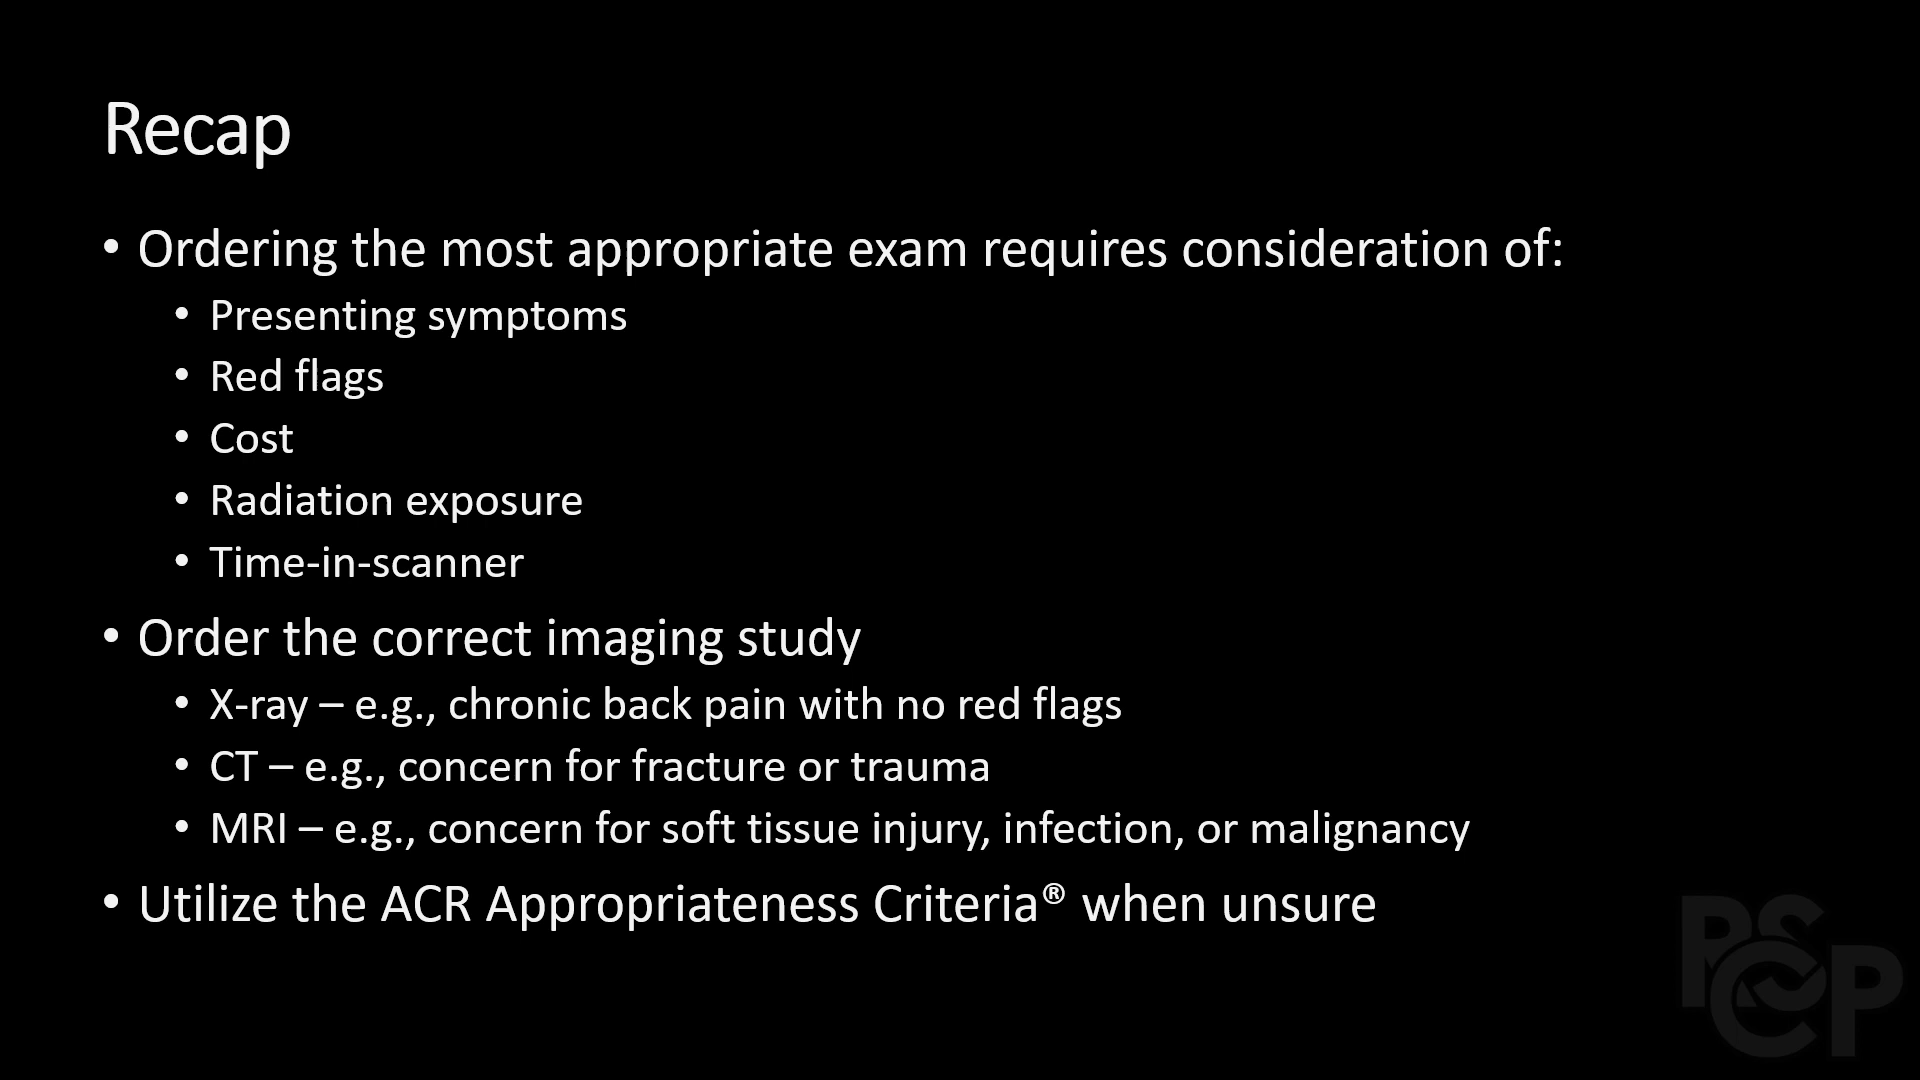 Recap
• Ordering the most appropriate exam requires consideration of:
• Presenting symptoms
• Red flags
• Cost
• Radiation exposure
• Time-in-scanner
• Order the correct imaging study
• X-ray – e.g., chronic back pain with no red flags
• CT – e.g., concern for fracture or trauma
• MRI – e.g., concern for soft tissue injury, infection, or malignancy
• Utilize the ACR Appropriateness Criteria® when unsure
PSCP